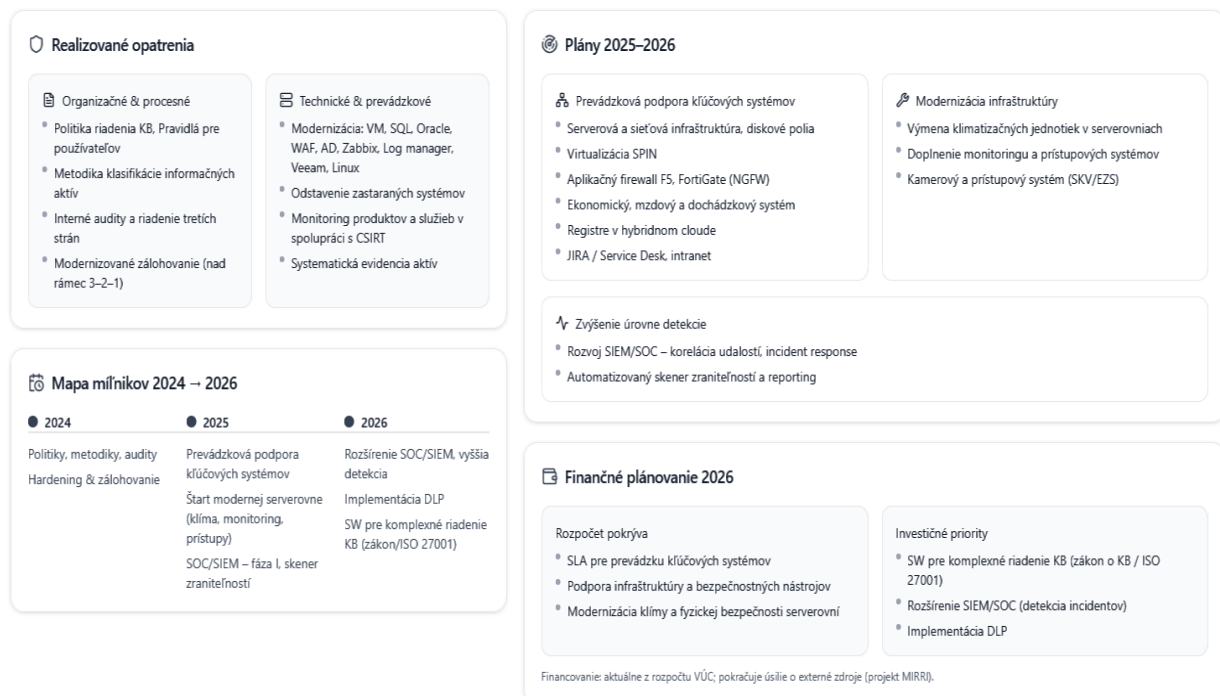 Realizované opatrenia
Organizačné & procesné
Politika riadenia KB, Pravidlá pre
používateľov
Metodika klasifikácie informačných
aktív
Interné audity a riadenie tretích
strán
Modernizované zálohovanie (nad
rámec 3–2–1)
Technické & prevádzkové
Modernizácia: VM, SQL, Oracle,
WAF, AD, Zabbix, Log manager,
Veeam, Linux
Odstavenie zastaraných systémov
Monitoring produktov a služieb v
spolupráci s CSIRT
Systematická evidencia aktív
Mapa míľnikov 2024 → 2026
2024
Politiky, metodiky, audity
Hardening & zálohovanie
2025
Prevádzková podpora
kľúčových systémov
Štart modernej serverovne
(klíma, monitoring,
prístupy)
SOC/SIEM – fáza I, skener
zraniteľností
2026
Rozšírenie SOC/SIEM, vyššia
detekcia
Implementácia DLP
SW pre komplexné riadenie
KB (zákon/ISO 27001)
Plány 2025–2026
Prevádzková podpora kľúčových systémov
Serverová a sieťová infraštruktúra, diskové polia
Virtualizácia SPIN
Aplikačný firewall F5, FortiGate (NGFW)
Ekonomický, mzdový a dochádzkový systém
Registre v hybridnom cloude
JIRA / Service Desk, intranet
Modernizácia infraštruktúry
Výmena klimatizačných jednotiek v serverovniach
Doplnenie monitoringu a prístupových systémov
Kamerový a prístupový systém (SKV/EZS)
Zvýšenie úrovne detekcie
Rozvoj SIEM/SOC – korelácia udalostí, incident response
Automatizovaný skener zraniteľností a reporting
Finančné plánovanie 2026
Rozpočet pokrýva
SLA pre prevádzku kľúčových systémov
Podpora infraštruktúry a bezpečnostných nástrojov
Modernizácia klímy a fyzickej bezpečnosti serverovní
Investičné priority
SW pre komplexné riadenie KB (zákon o KB / ISO
27001)
Rozšírenie SIEM/SOC (detekcia incidentov)
Implementácia DLP
Financovanie: aktuálne z rozpočtu VÚC; pokračuje úsilie o externé zdroje (projekt MIRRI).